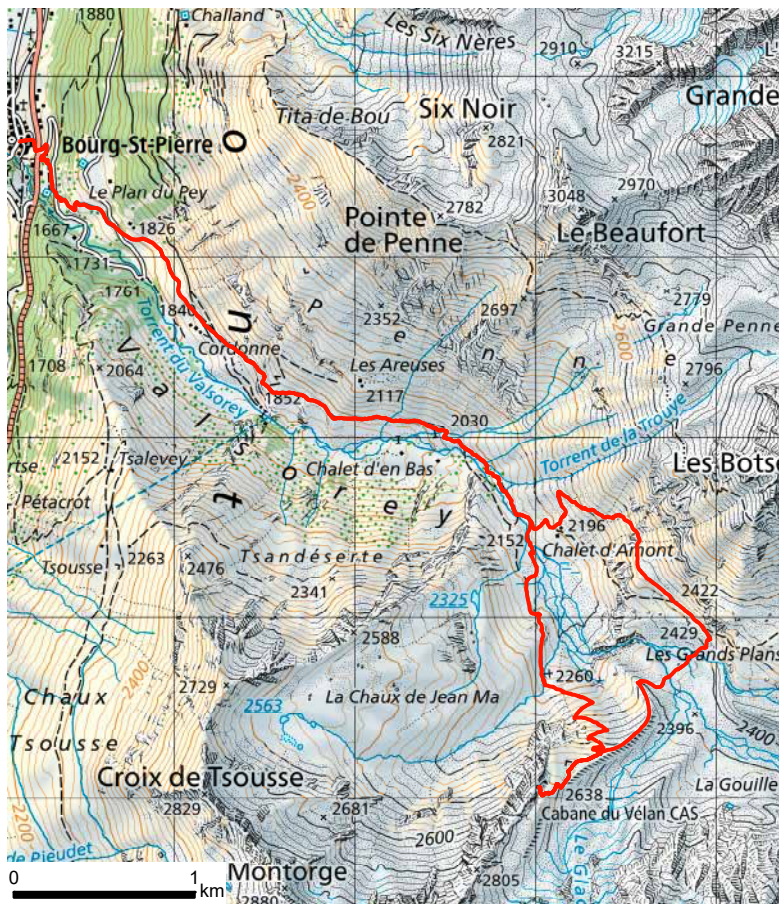 1880
Challand
Les Six Nères
2910
3215
L
Grande
Six Noir
Tita-de-Bou
2821
Bourg-St-Pierre
o
2400
Le Plan du Pey
2782
3048
2970
Pointe
de Penne
Le Beaufort
1667
1826
1731
1761
1840
2352
2697
2779
P e n n e
2600
Grande Penne
Torrent du Valsorey
Cordonne
n
Les Areuses
2796
1708
2064
2117
1852
2030
V a l s o r e y
Torrent de la Trouye
rtse
2152
Tsalevey
Chalet d'en Bas
Les Botse
Pétacrot
t
2196
2152
Chalet d'Amont
Tsousse
2263
2476
Tsandéserte
2341
2325
2422
2588
2429
Les Grands Plans
2400
2729
2260
Chaux
Tsousse
La Chaux de Jean Ma
2563
2396
2400
Croix de Tsousse
La Gouille
2829
2681
2638
2200
2600
Cabane du Vélan CAS
de Pieudet
Le Glac
Montorge
2805
2880
0 1
km